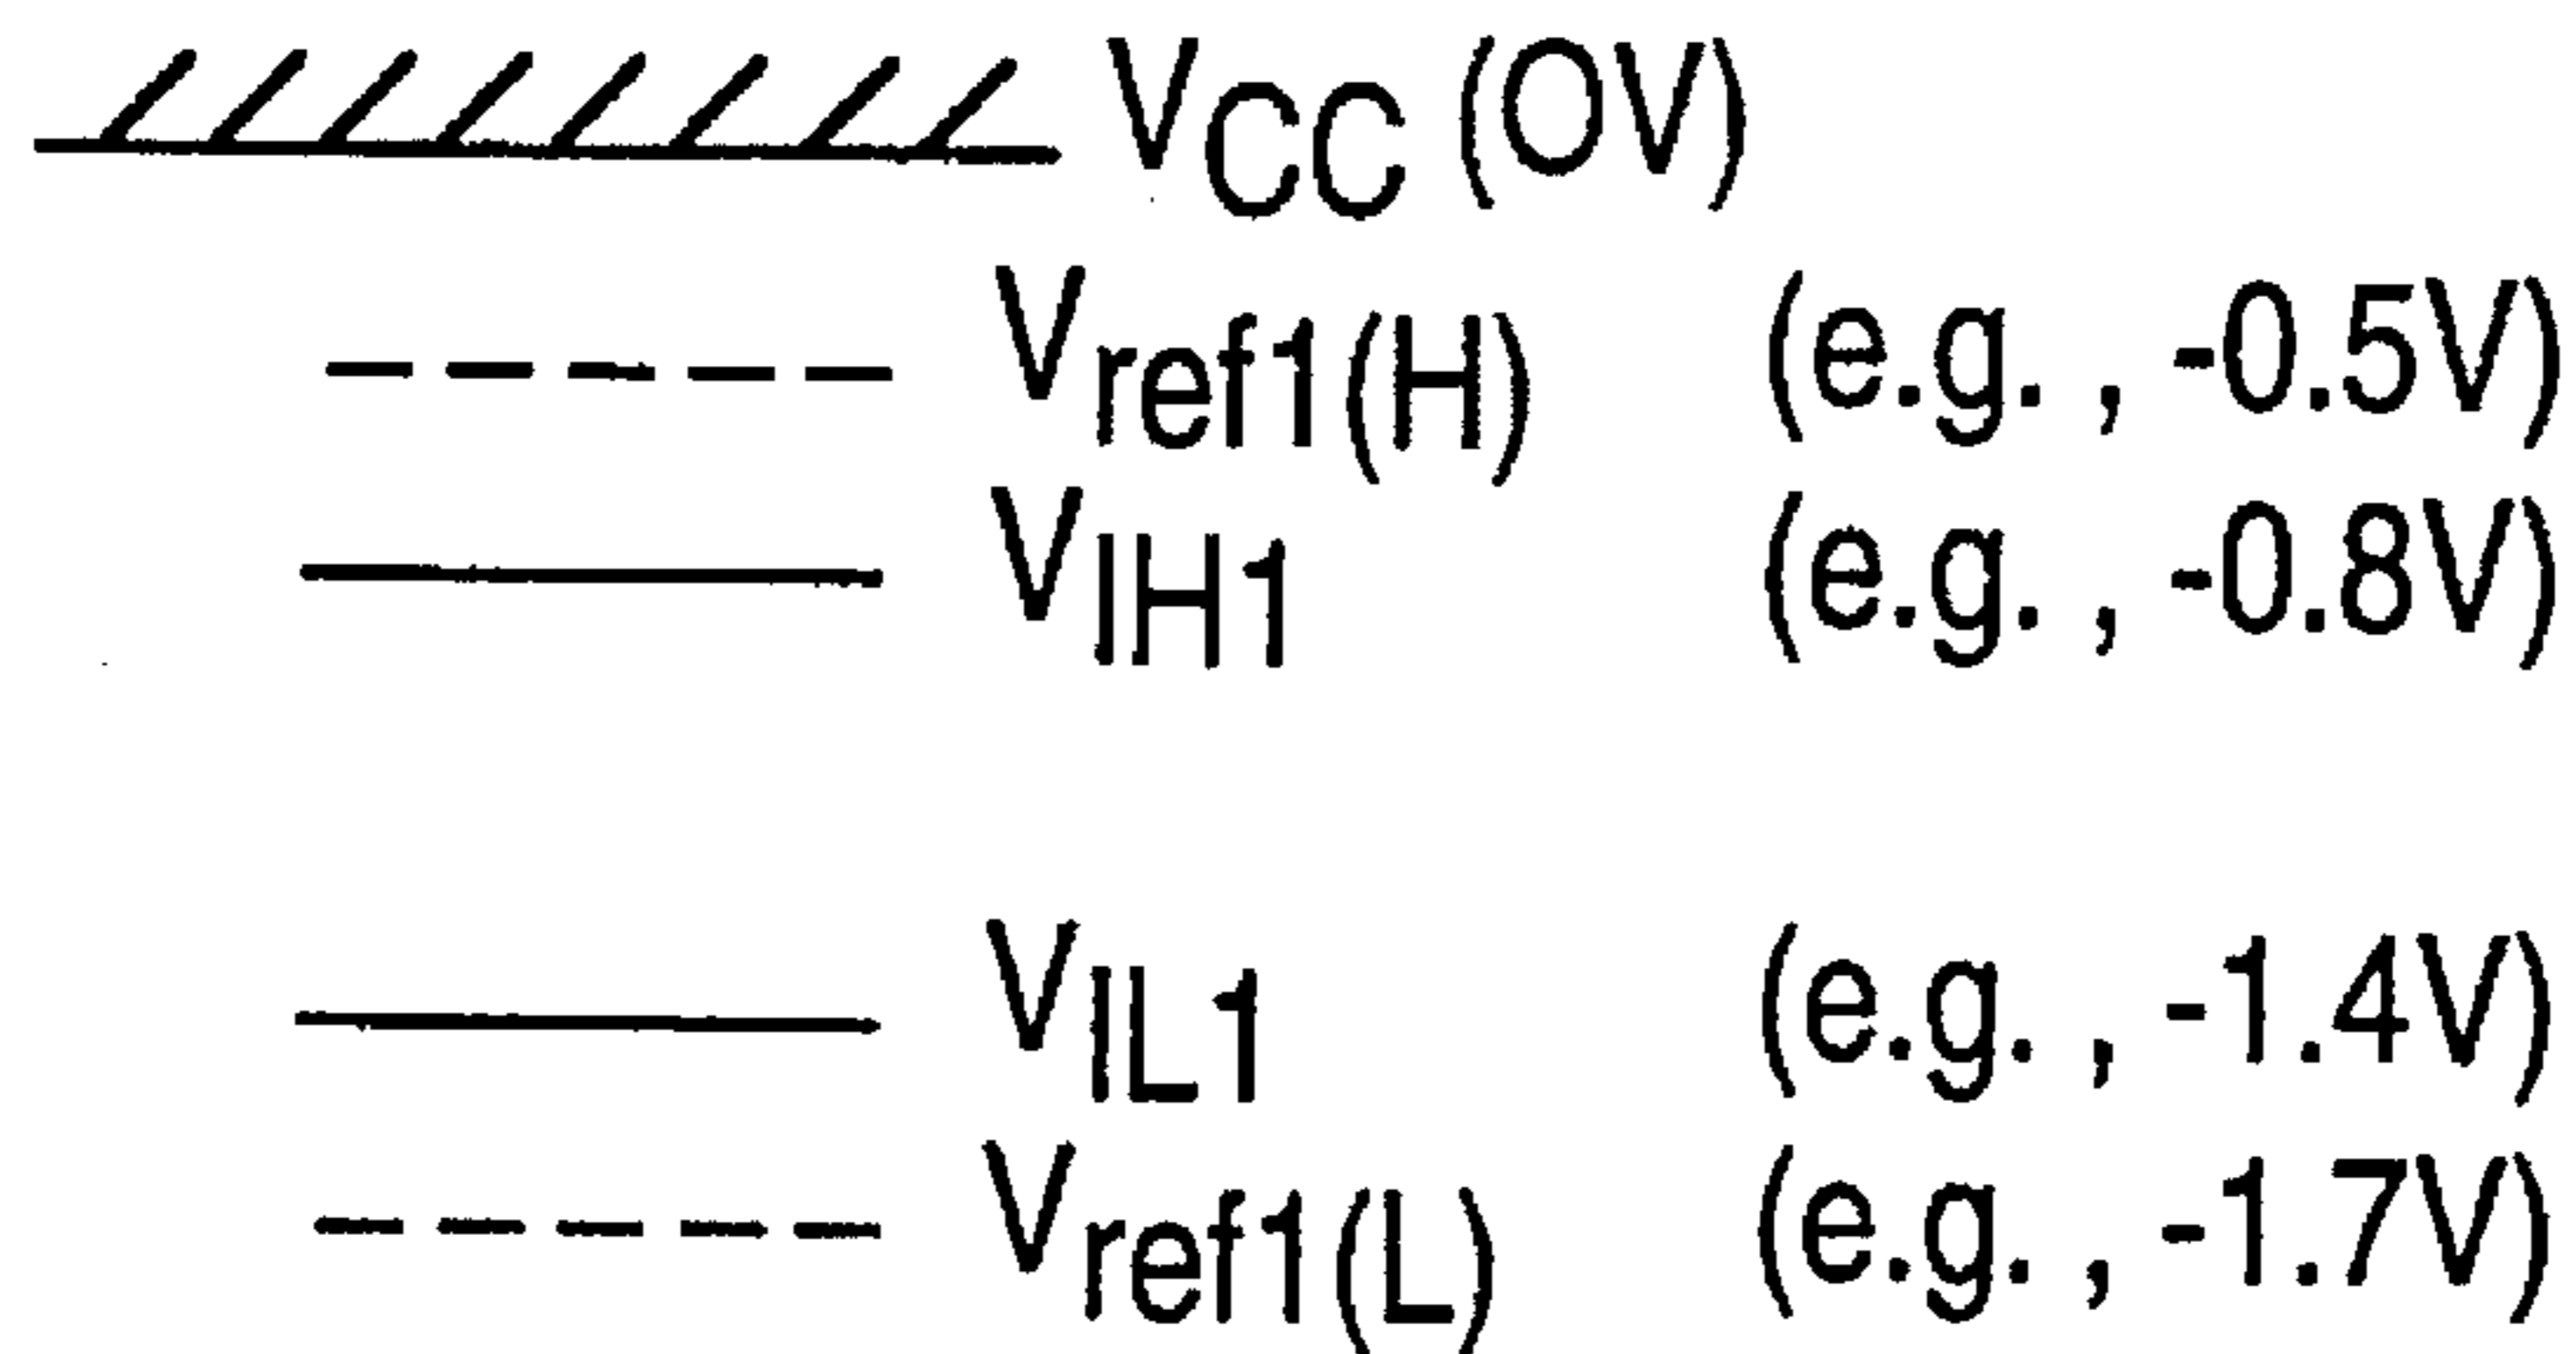 VCC (OV)
Vref1(H) (e.g. , -0.5V)
VIH1 (e.g. , -0.8V)
VIL1 (e.g. , -1.4V)
Vref1(L) (e.g. , -1.7V)